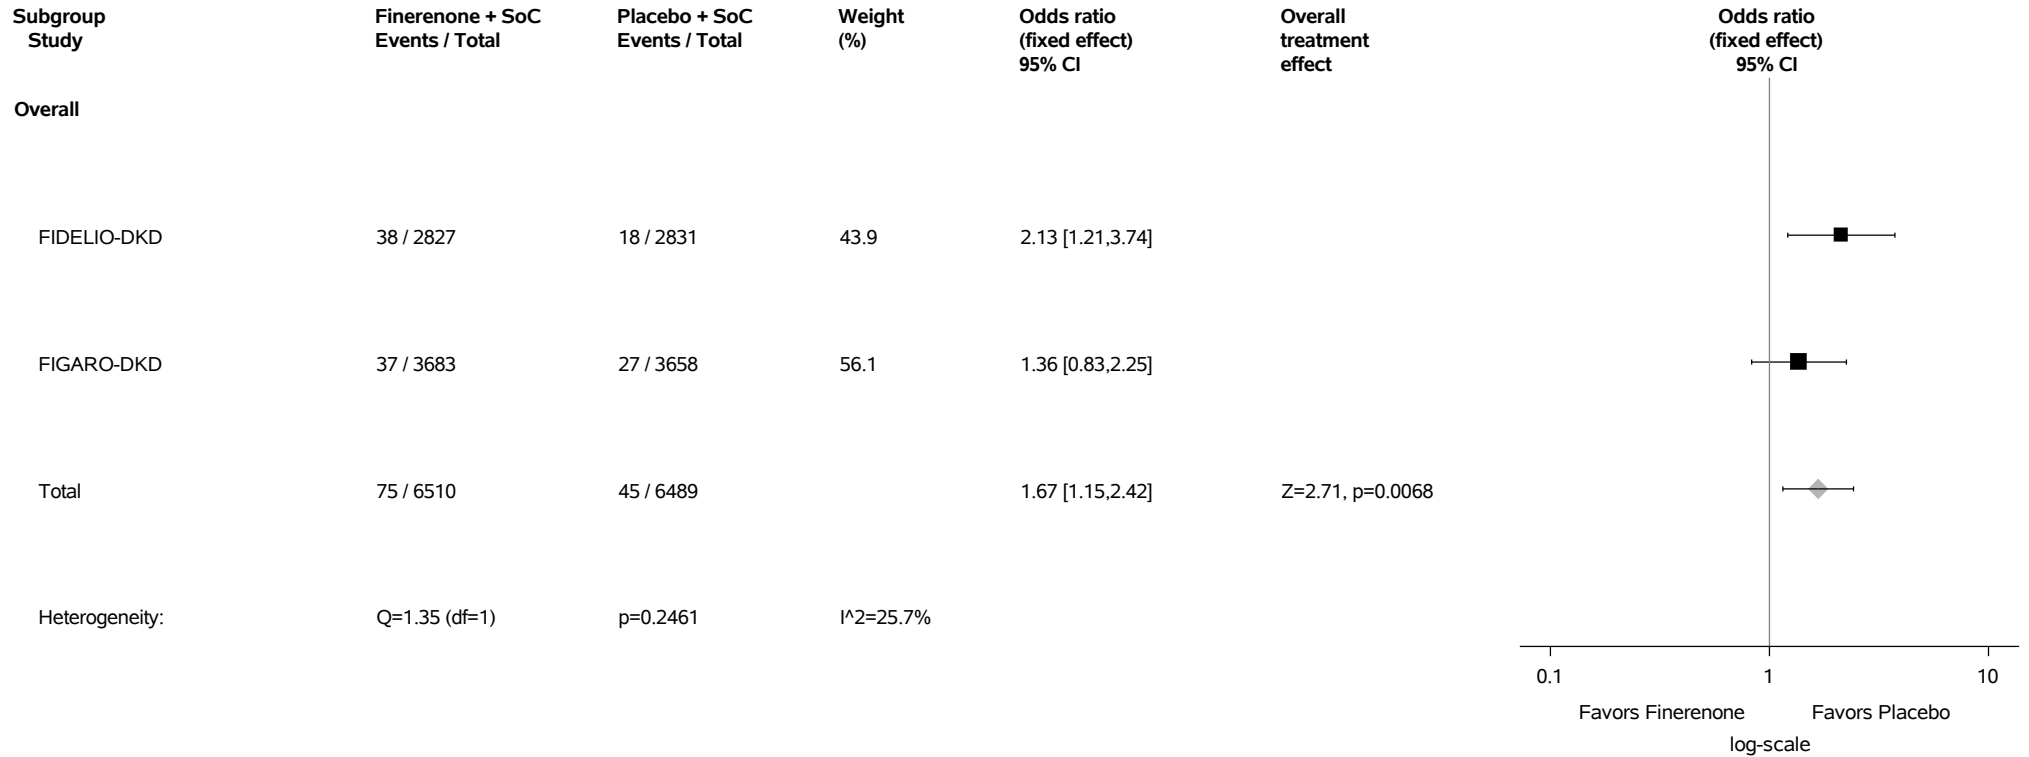 Subgroup Finerenone + SoC Placebo + SoC Weight Odds ratio Overall Odds ratio
Study Events / Total Events / Total (%) (fixed effect) treatment (fixed effect)
95% CI effect 95% CI
Overall
FIDELIO-DKD 38 / 2827 18 / 2831 43.9 2.13 [1.21,3.74]
FIGARO-DKD 37 / 3683 27 / 3658 56.1 1.36 [0.83,2.25]
Total 75 / 6510 45 / 6489 1.67 [1.15,2.42] Z=2.71, p=0.0068
Heterogeneity: Q=1.35 (df=1) p=0.2461 I^2=25.7%
0.1 1 10
Favors Finerenone Favors Placebo
log-scale